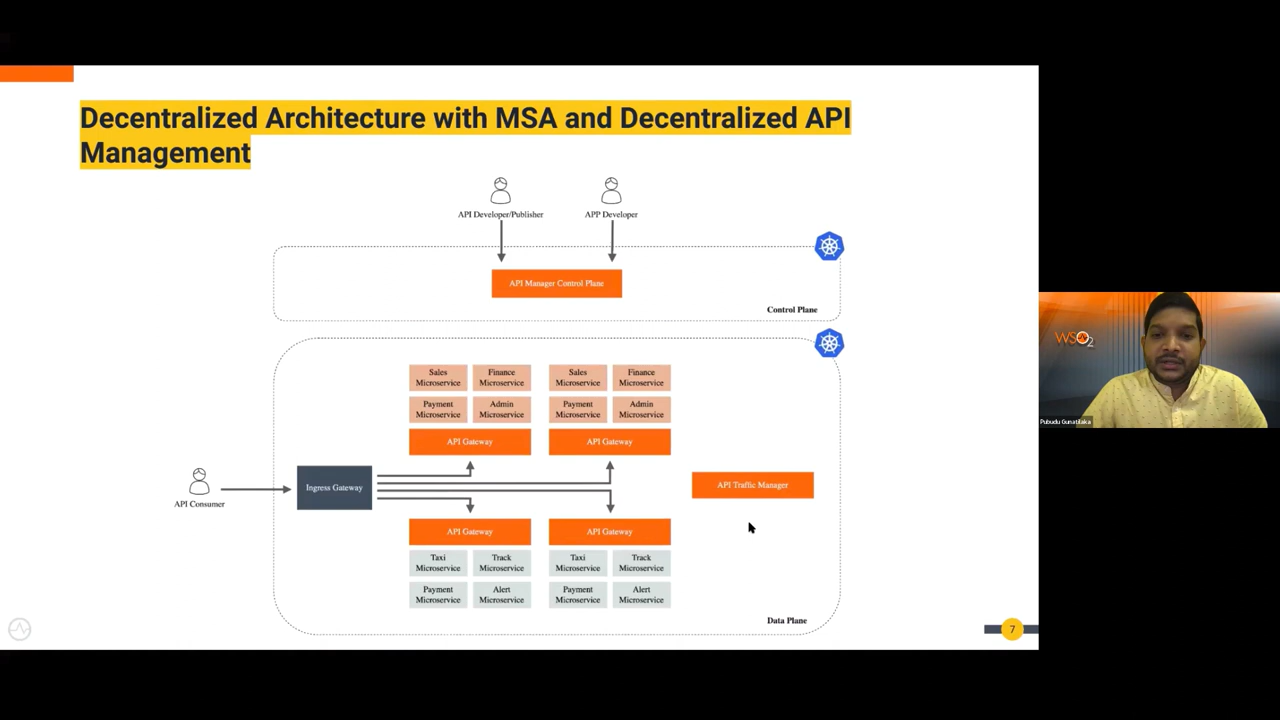 Decentralized Architecture with MSA and Decentralized API
Management
API Developer/Publisher
APP Developer
API Manager Control Plane
Control Plane
Sales
Microservice
Finance
Microservice
Sales
Microservice
Finance
Microservice
Payment
Microservice
Admin
Microservice
Payment
Microservice
Admin
Microservice
API Gateway
API Gateway
API Consumer
Ingress Gateway
API Traffic Manager
API Gateway
API Gateway
Taxi
Microservice
Track
Microservice
Taxi
Microservice
Track
Microservice
Payment
Microservice
Alert
Microservice
Payment
Microservice
Alert
Microservice
Data Plane
7
WSO2
Pubudu Gunatilaka